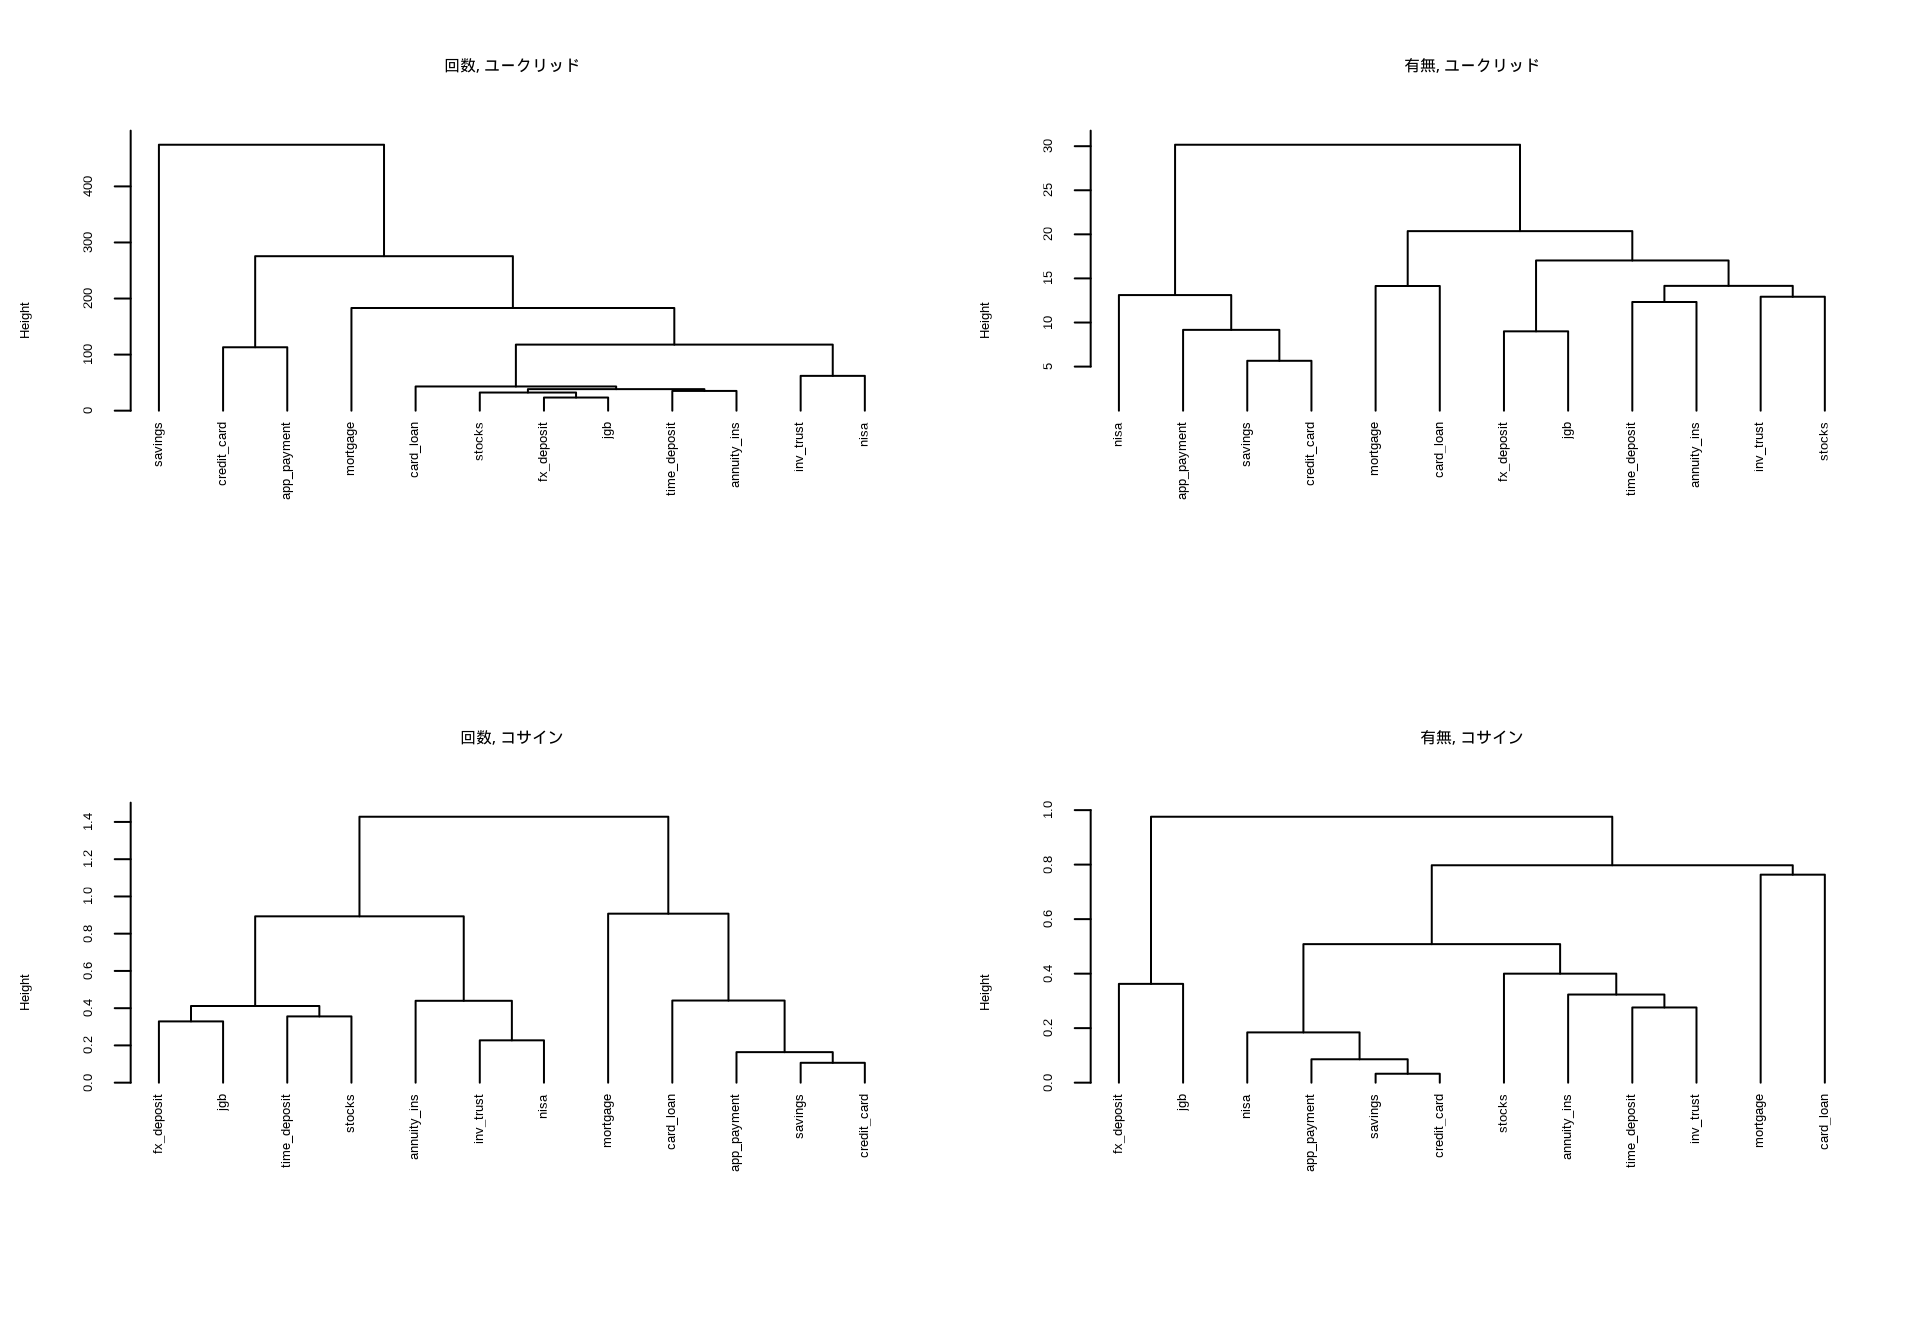 回数, ユークリッド
Height
0 100 200 300 400
savings
credit_card
app_payment
mortgage
card_loan
stocks
fx_deposit
jgb
time_deposit
annuity_ins
inv_trust
nisa
有無, ユークリッド
Height
5 10 15 20 25 30
nisa
app_payment
savings
credit_card
mortgage
card_loan
fx_deposit
jgb
time_deposit
annuity_ins
inv_trust
stocks
回数, コサイン
Height
0.0 0.2 0.4 0.6 0.8 1.0 1.2 1.4
fx_deposit
jgb
time_deposit
stocks
annuity_ins
inv_trust
nisa
mortgage
card_loan
app_payment
savings
credit_card
有無, コサイン
Height
0.0 0.2 0.4 0.6 0.8 1.0
fx_deposit
jgb
nisa
app_payment
savings
credit_card
stocks
annuity_ins
time_deposit
inv_trust
mortgage
card_loan